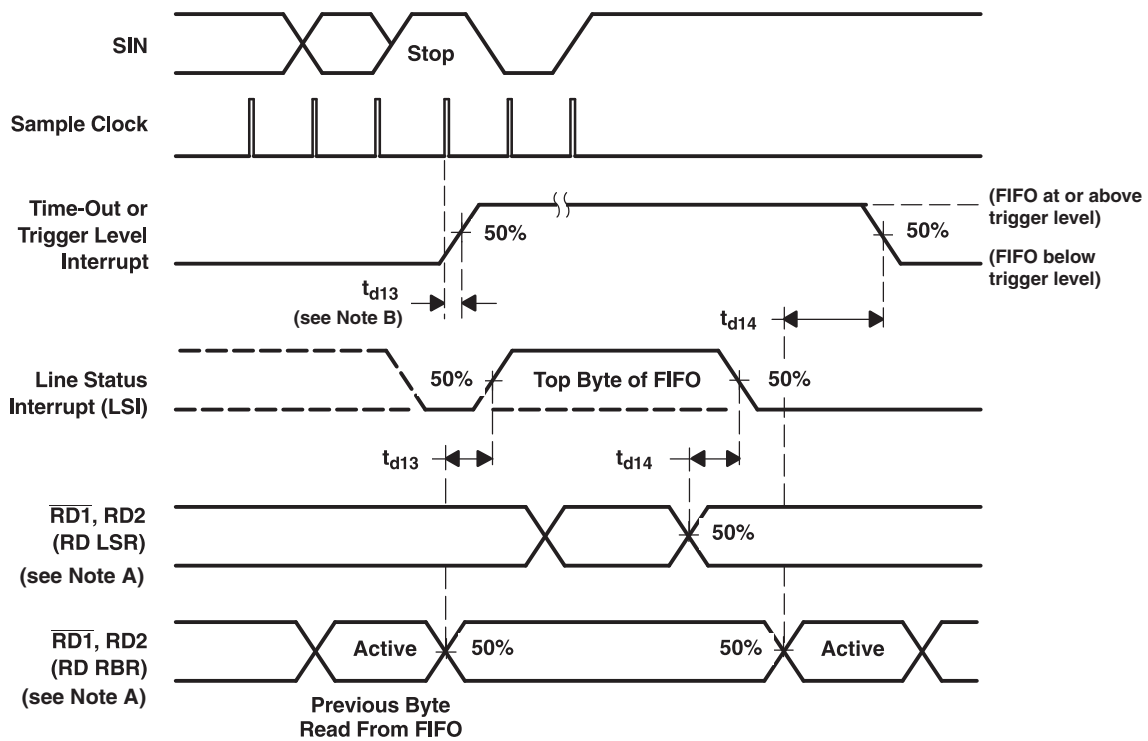 SIN
Stop
Sample Clock
Time-Out or
Trigger Level
Interrupt
50%
50%
(FIFO at or above
trigger level)
(FIFO below
trigger level)
td13
(see Note B)
td14
Line Status
Interrupt (LSI)
50%
Top Byte of FIFO
50%
td13
td14
RD1, RD2
(RD LSR)
(see Note A)
50%
RD1, RD2
(RD RBR)
(see Note A)
Active
50%
50%
Active
Previous Byte
Read From FIFO